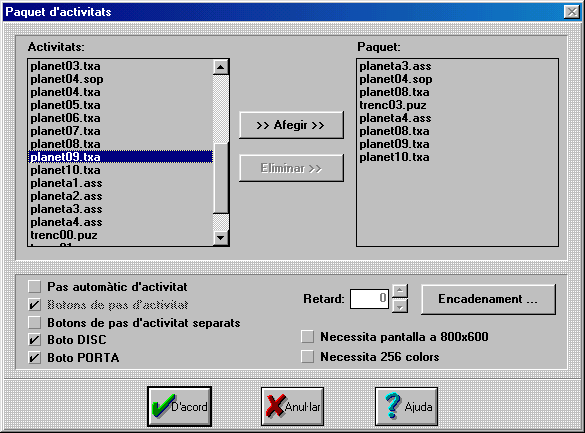 Paquet d'activitats
Activitats:
planet03.txa
planet04.sop
planet04.txa
planet05.txa
planet06.txa
planet07.txa
planet08.txa
planet09.txa
planet10.txa
planeta1.ass
planeta2.ass
planeta3.ass
planeta4.ass
trenc00.puz
>> Afegir >>
Eliminar >>
Paquet:
planeta3.ass
planet04.sop
planet08.txa
trenc03.puz
planeta4.ass
planet08.txa
planet09.txa
planet10.txa
Pas automàtic d'activitat
Botons de pas d'activitat
Botons de pas d'activitat separats
Boto DISC
Boto PORTA
Retard: 0
Encadenament ...
Necessita pantalla a 800x600
Necessita 256 colors
D'acord
Anul·lar
Ajuda